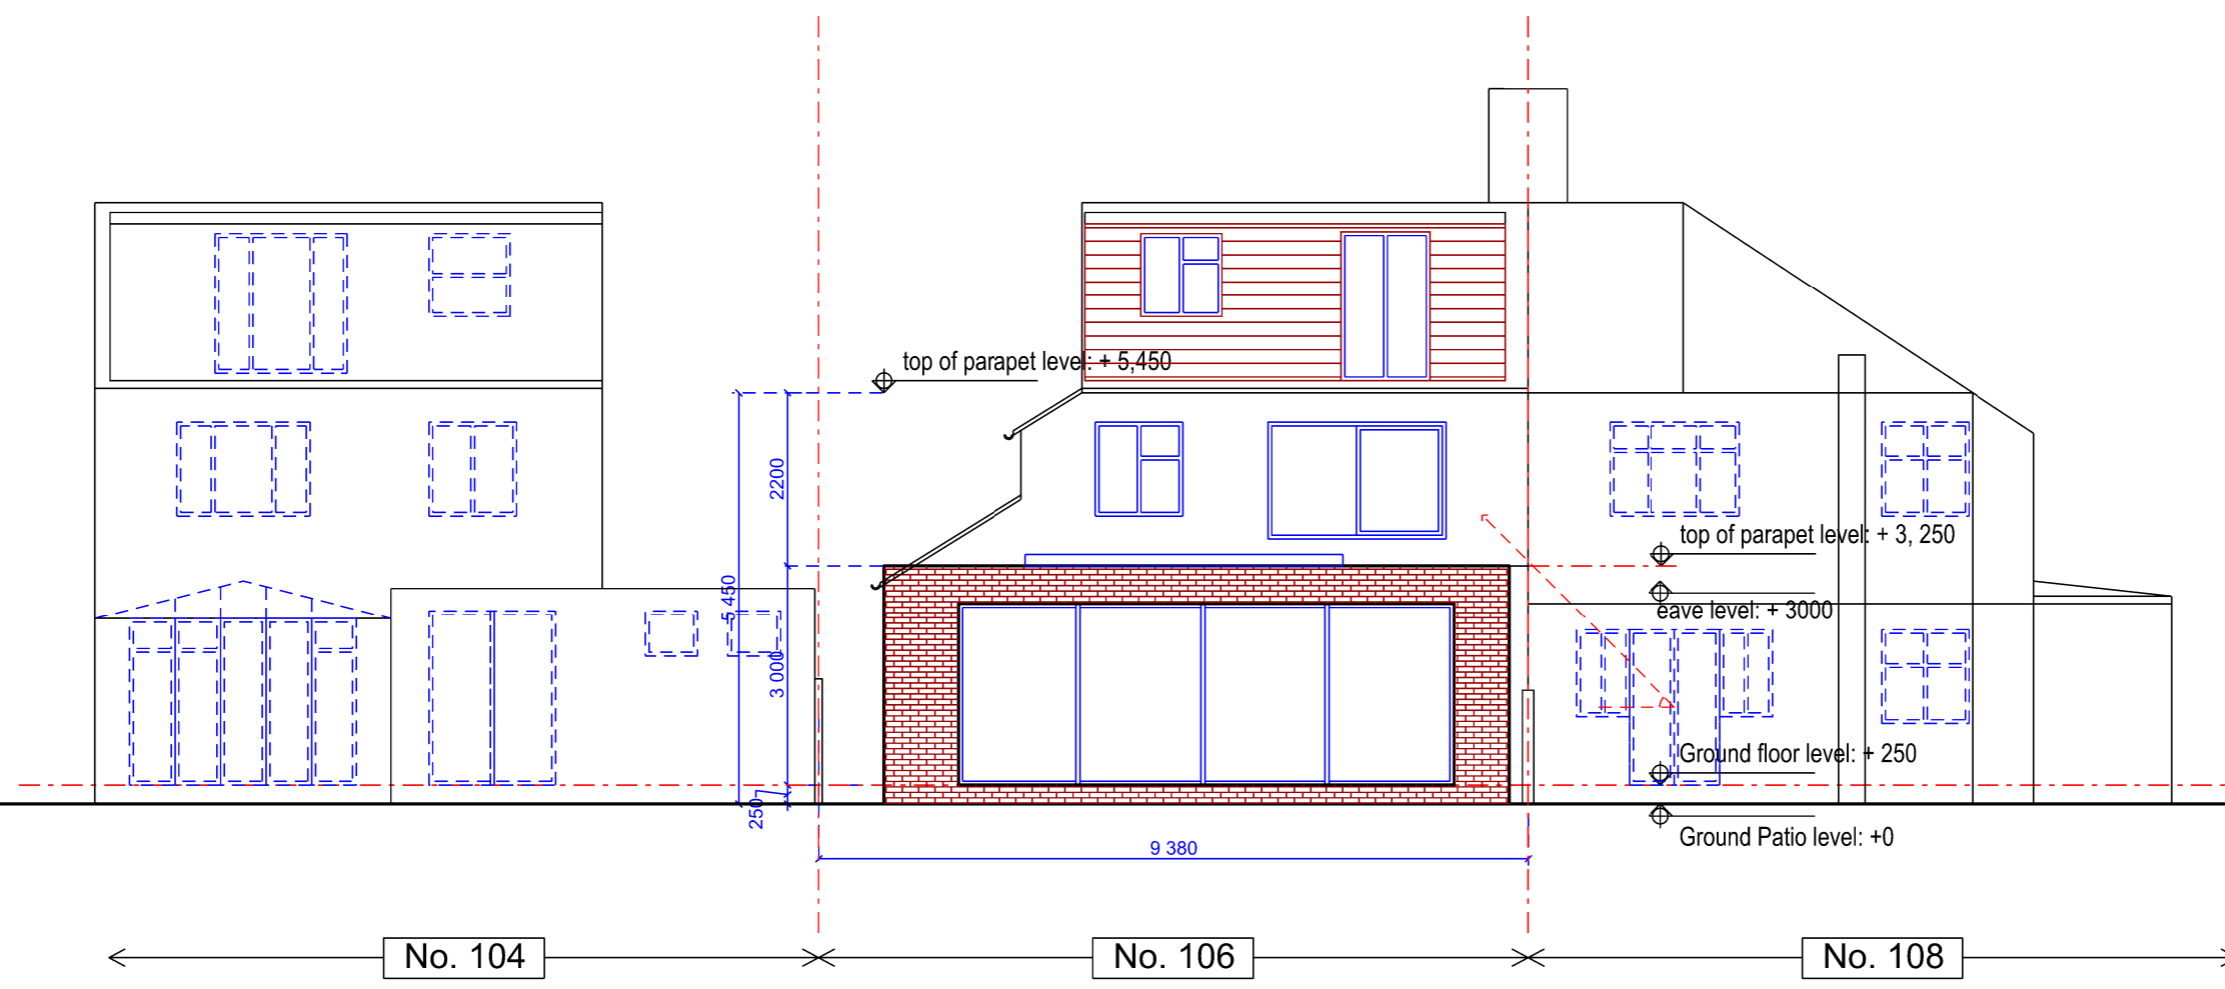 top of parapet level: + 5,450
2200
top of parapet level: + 3, 250
5 450
eave level: + 3000
3 000
Ground floor level: + 250
250
Ground Patio level: +0
9 380
No. 104
No. 106
No. 108